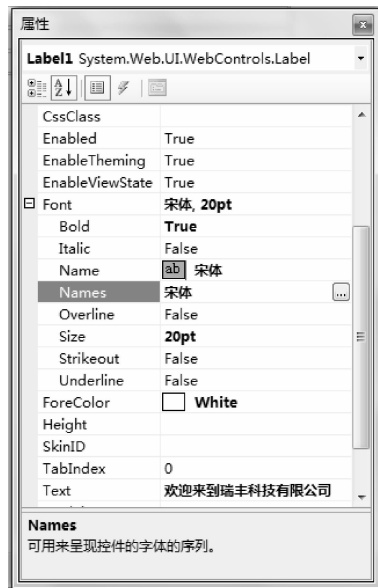 属性
Label1 System.Web.UI.WebControls.Label
CssClass
Enabled True
EnableTheming True
EnableViewState True
Font 宋体, 20pt
Bold True
Italic False
Name ab 宋体
Names 宋体 ...
Overline False
Size 20pt
Strikeout False
Underline False
ForeColor White
Height
SkinID
TabIndex 0
Text 欢迎来到瑞丰科技有限公司
Names
可用来呈现控件的字体的序列。